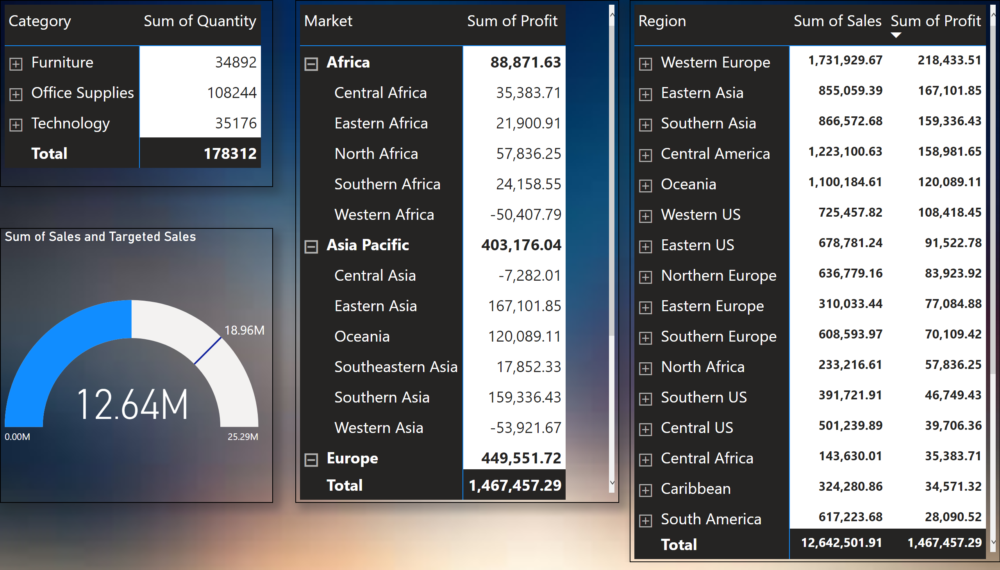 Category Sum of Quantity
Furniture 34892
Office Supplies 108244
Technology 35176
Total 178312
Sum of Sales and Targeted Sales
18.96M
12.64M
0.00M 25.29M
Market Sum of Profit
Africa 88,871.63
Central Africa 35,383.71
Eastern Africa 21,900.91
North Africa 57,836.25
Southern Africa 24,158.55
Western Africa -50,407.79
Asia Pacific 403,176.04
Central Asia -7,282.01
Eastern Asia 167,101.85
Oceania 120,089.11
Southeastern Asia 17,852.33
Southern Asia 159,336.43
Western Asia -53,921.67
Europe 449,551.72
Total 1,467,457.29
Region Sum of Sales Sum of Profit
Western Europe 1,731,929.67 218,433.51
Eastern Asia 855,059.39 167,101.85
Southern Asia 866,572.68 159,336.43
Central America 1,223,100.63 158,981.65
Oceania 1,100,184.61 120,089.11
Western US 725,457.82 108,418.45
Eastern US 678,781.24 91,522.78
Northern Europe 636,779.16 83,923.92
Eastern Europe 310,033.44 77,084.88
Southern Europe 608,593.97 70,109.42
North Africa 233,216.61 57,836.25
Southern US 391,721.91 46,749.43
Central US 501,239.89 39,706.36
Central Africa 143,630.01 35,383.71
Caribbean 324,280.86 34,571.32
South America 617,223.68 28,090.52
Total 12,642,501.91 1,467,457.29